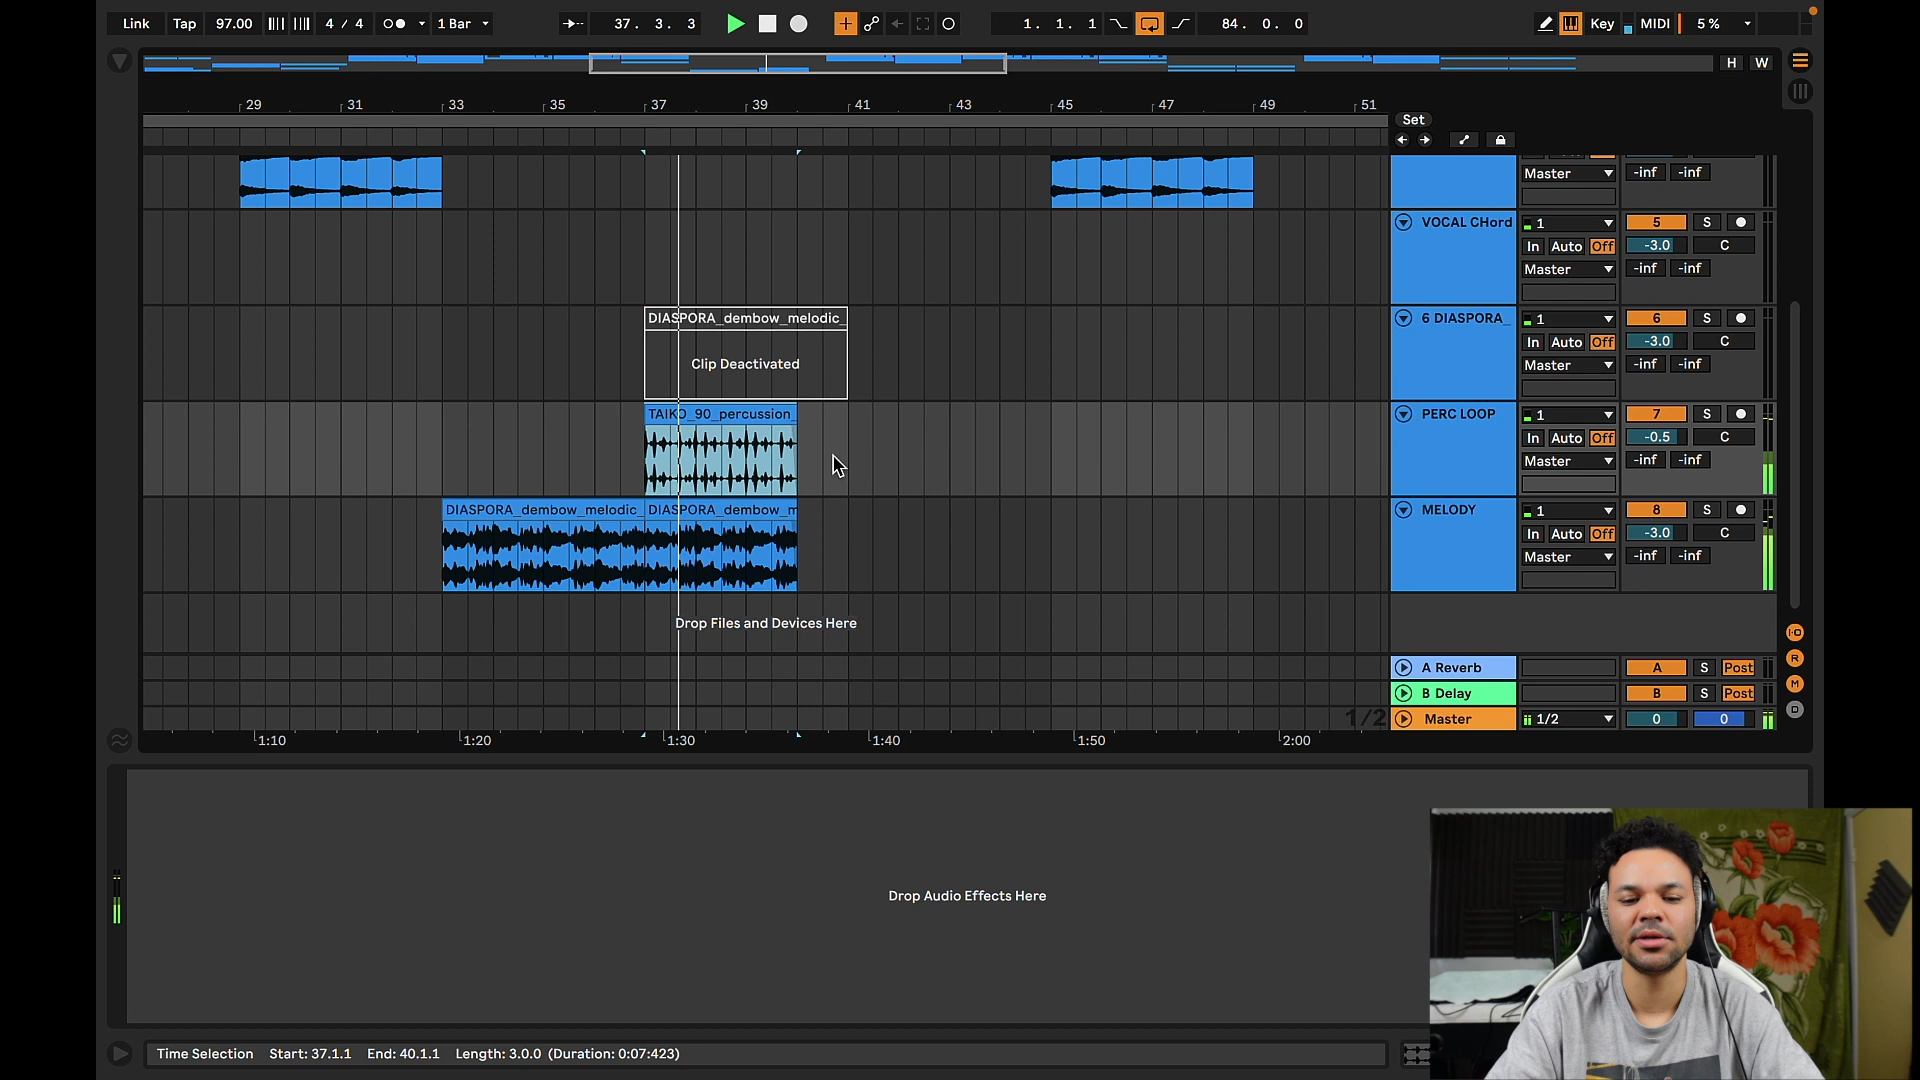 Link Tap 97.00 4 / 4 1 Bar 37. 3. 3 1. 1. 1 84. 0. 0 Key MIDI 5 %
H W
29 31 33 35 37 39 41 43 45 47 49 51
Set
Master -inf -inf
VOCAL CHord 1 5 S
In Auto Off -3.0 C
Master -inf -inf
DIASPORA_dembow_melodic_ 6 DIASPORA_ 1 6 S
In Auto Off -3.0 C
Clip Deactivated Master -inf -inf
TAIKO_90_percussion_ PERC LOOP 1 7 S
In Auto Off -0.5 C
Master -inf -inf
DIASPORA_dembow_melodic_ DIASPORA_dembow_m MELODY 1 8 S
In Auto Off -3.0 C
Master -inf -inf
Drop Files and Devices Here
A Reverb A S Post
B Delay B S Post
1/2 Master 1/2 0 0
R
M
D
1:10 1:20 1:30 1:40 1:50 2:00
Drop Audio Effects Here
Time Selection Start: 37.1.1 End: 40.1.1 Length: 3.0.0 (Duration: 0:07:423)